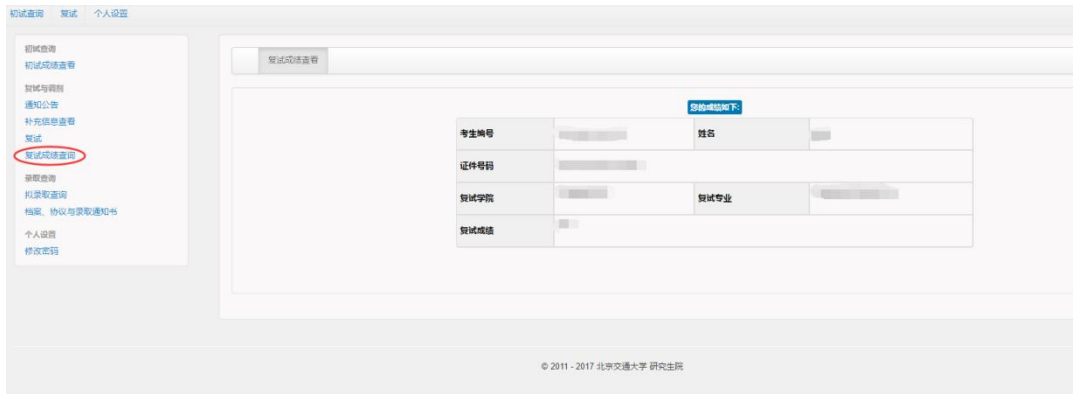 初试查询 复试 个人设置
初试查询
初试成绩查看
复试与调剂
通知公告
补充信息查看
复试
复试成绩查询
录取查询
拟录取查询
档案、协议与录取通知书
个人设置
修改密码
复试成绩查看
您的成绩如下:
考生编号 姓名
证件号码
复试学院 复试专业
复试成绩
© 2011 - 2017 北京交通大学 研究生院